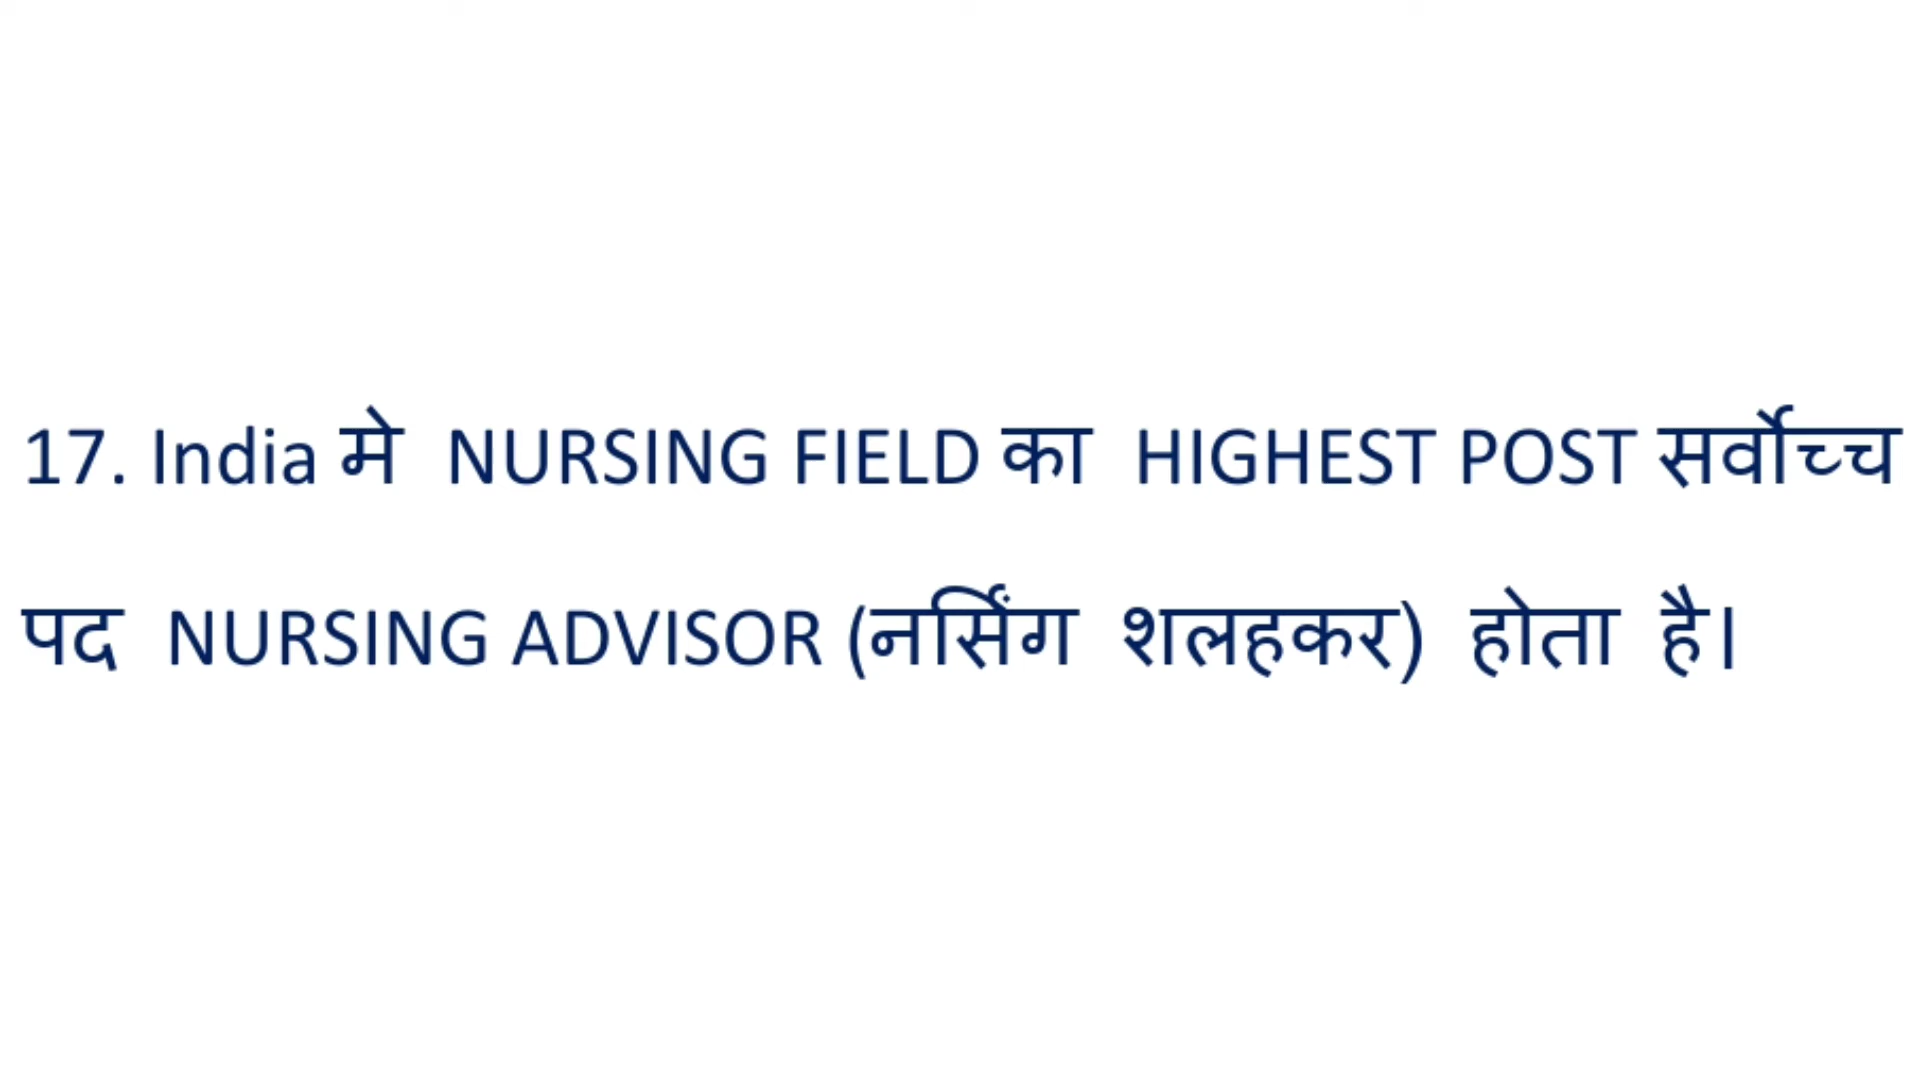 17. India मे NURSING FIELD का HIGHEST POST सर्वोच्च
पद NURSING ADVISOR (नर्सिंग शलहकर) होता है।